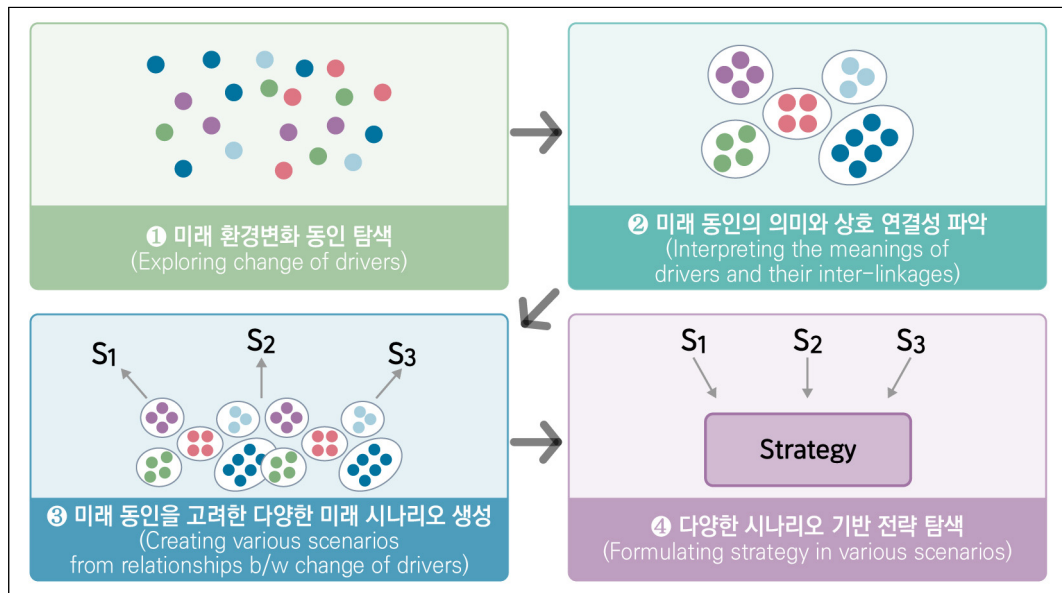 ❶ 미래 환경변화 동인 탐색
(Exploring change of drivers)
❷ 미래 동인의 의미와 상호 연결성 파악
(Interpreting the meanings of
drivers and their inter-linkages)
S1
S2
S3
❸ 미래 동인을 고려한 다양한 미래 시나리오 생성
(Creating various scenarios
from relationships b/w change of drivers)
S1
S2
S3
Strategy
❹ 다양한 시나리오 기반 전략 탐색
(Formulating strategy in various scenarios)